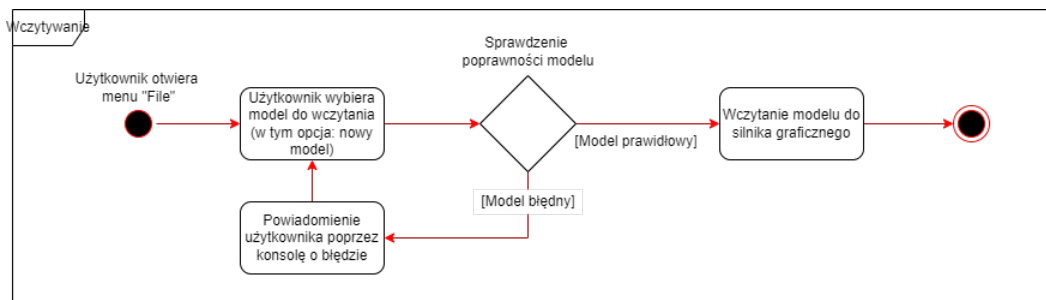 Wczytywanie
Użytkownik otwiera
menu "File"
Użytkownik wybiera
model do wczytania
(w tym opcja: nowy
model)
Sprawdzenie
poprawności modelu
[Model prawidłowy]
Wczytanie modelu do
silnika graficznego
[Model błędny]
Powiadomienie
użytkownika poprzez
konsolę o błędzie